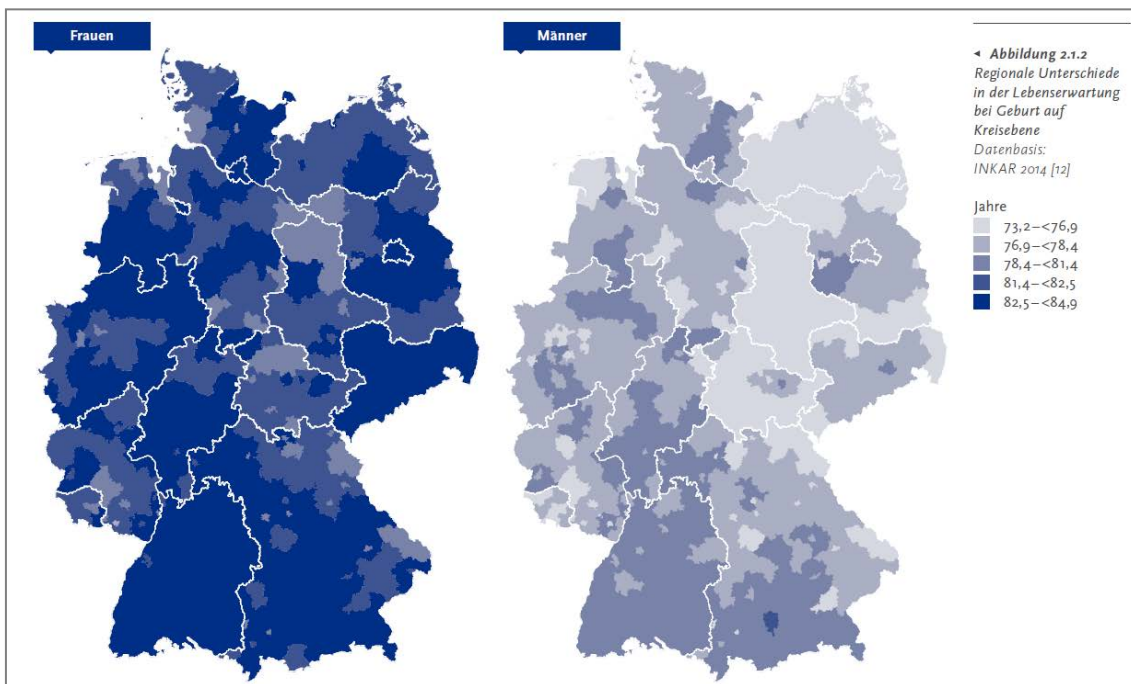 Frauen
Männer
◄ Abbildung 2.1.2
Regionale Unterschiede
in der Lebenserwartung
bei Geburt auf
Kreisebene
Datenbasis:
INKAR 2014 [12]
Jahre
73,2–<76,9
76,9–<78,4
78,4–<81,4
81,4–<82,5
82,5–<84,9